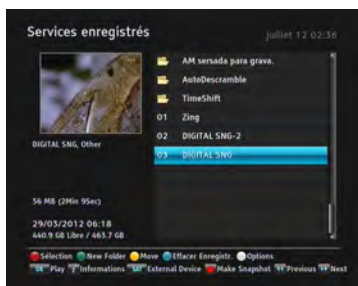 Services enregistrés
Juillet 12 02:36
AM sersada para grava.
AutoDescramble
TimeShift
01 Zing
02 DIGITAL SNG-2
03 DIGITAL SNG
DIGITAL SNG, Other
56 MB (2Min 9Sec)
29/03/2012 06:18
440.9 GB Libre / 463.7 GB
Sélection New Folder Move Effacer Enregistr. Options
OK Play Informations SAT External Device Make Snapshot Previous Next